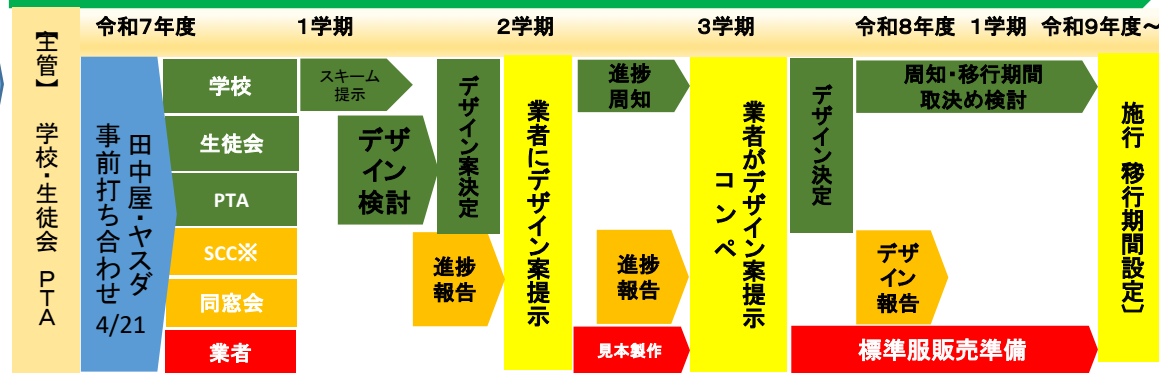 令和7年度
1学期
2学期
3学期
令和8年度 1学期
令和9年度～
【主管】 学校・生徒会 PTA
田中屋・ヤスダ
事前打ち合わせ
4/21
学校
生徒会
PTA
SCC※
同窓会
業者
スキーム
提示
デザ
イン
検討
デザイン案決定
進捗
報告
業者にデザイン案提示
進捗
周知
進捗
報告
見本製作
業者がデザイン案提示
コンペ
デザイン決定
周知・移行期間
取決め検討
デザ
イン
報告
標準服販売準備
施行 〔移行期間設定〕